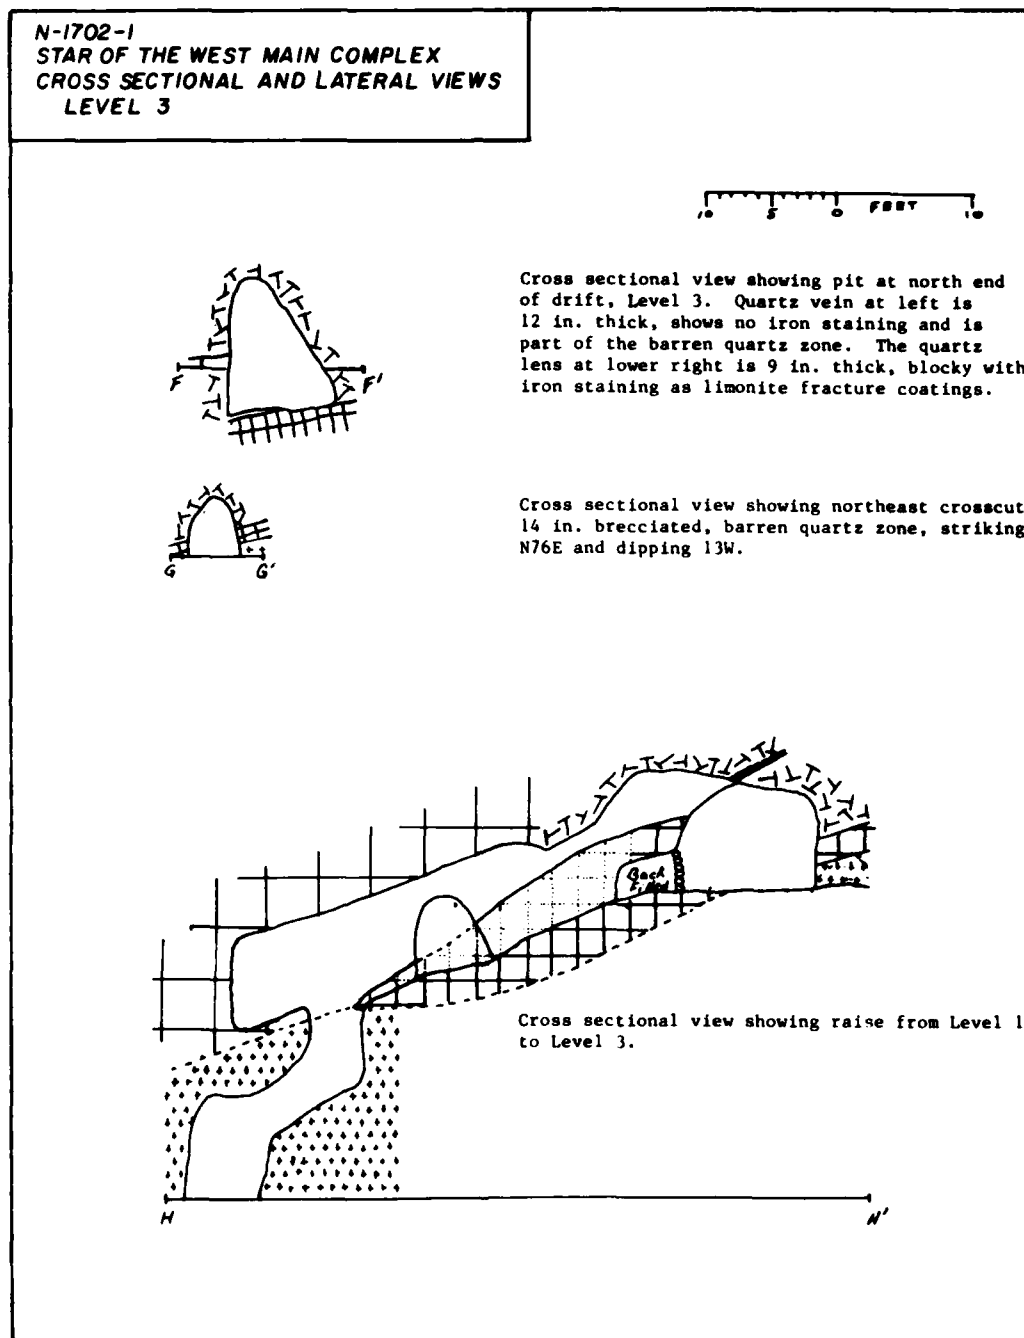 N-1702-1
STAR OF THE WEST MAIN COMPLEX
CROSS SECTIONAL AND LATERAL VIEWS
LEVEL 3
10 5 0 FEET 10
Cross sectional view showing pit at north end
of drift, Level 3. Quartz vein at left is
12 in. thick, shows no iron staining and is
part of the barren quartz zone. The quartz
lens at lower right is 9 in. thick, blocky with
iron staining as limonite fracture coatings.
F F'
Cross sectional view showing northeast crosscut
14 in. brecciated, barren quartz zone, striking
N76E and dipping 13W.
G G'
Back
Cross sectional view showing raise from Level 1
to Level 3.
H H'